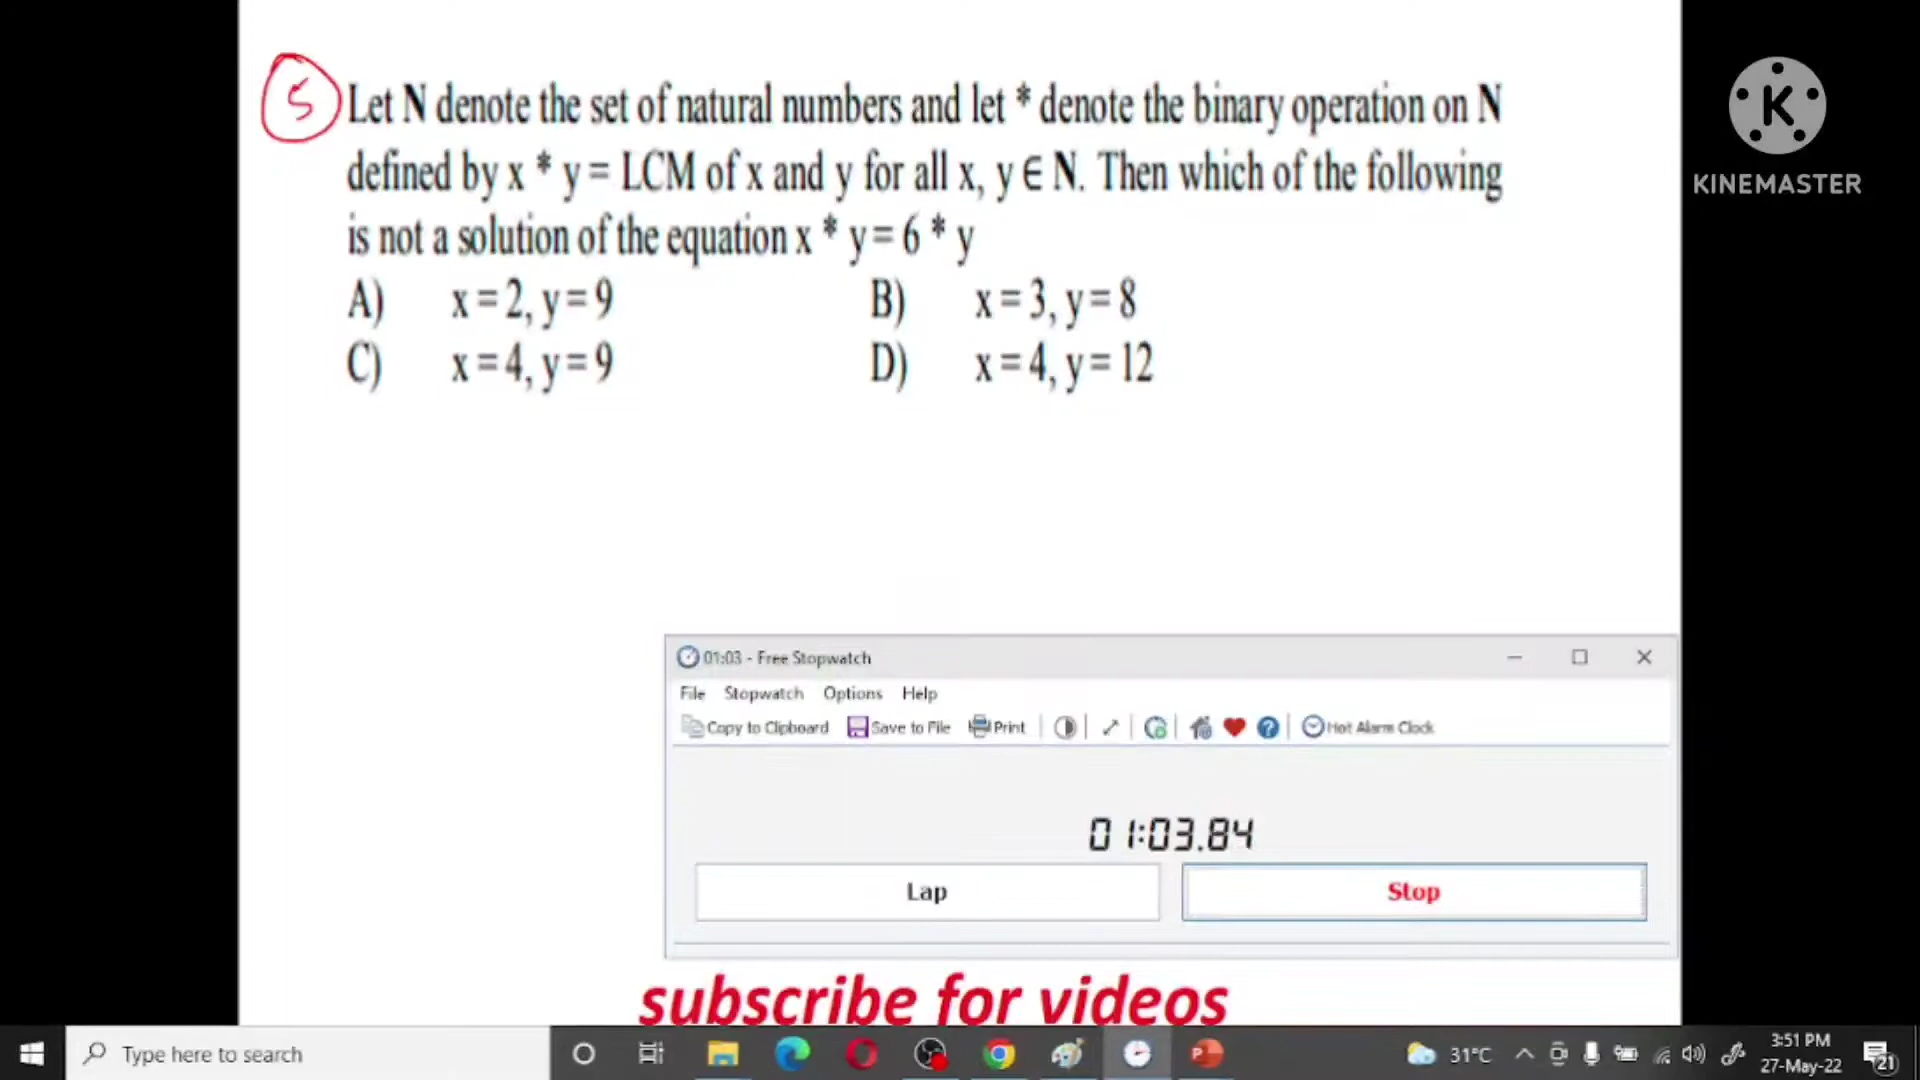 5
Let N denote the set of natural numbers and let * denote the binary operation on N
defined by x * y = LCM of x and y for all x, y ∈ N. Then which of the following
is not a solution of the equation x * y = 6 * y
A) x = 2, y = 9 B) x = 3, y = 8
C) x = 4, y = 9 D) x = 4, y = 12
K
KINEMASTER
01:03 - Free Stopwatch
File Stopwatch Options Help
Copy to Clipboard Save to File Print Hot Alarm Clock
01:03.84
Lap Stop
subscribe for videos
Type here to search
31°C
3:51 PM
27-May-22
21